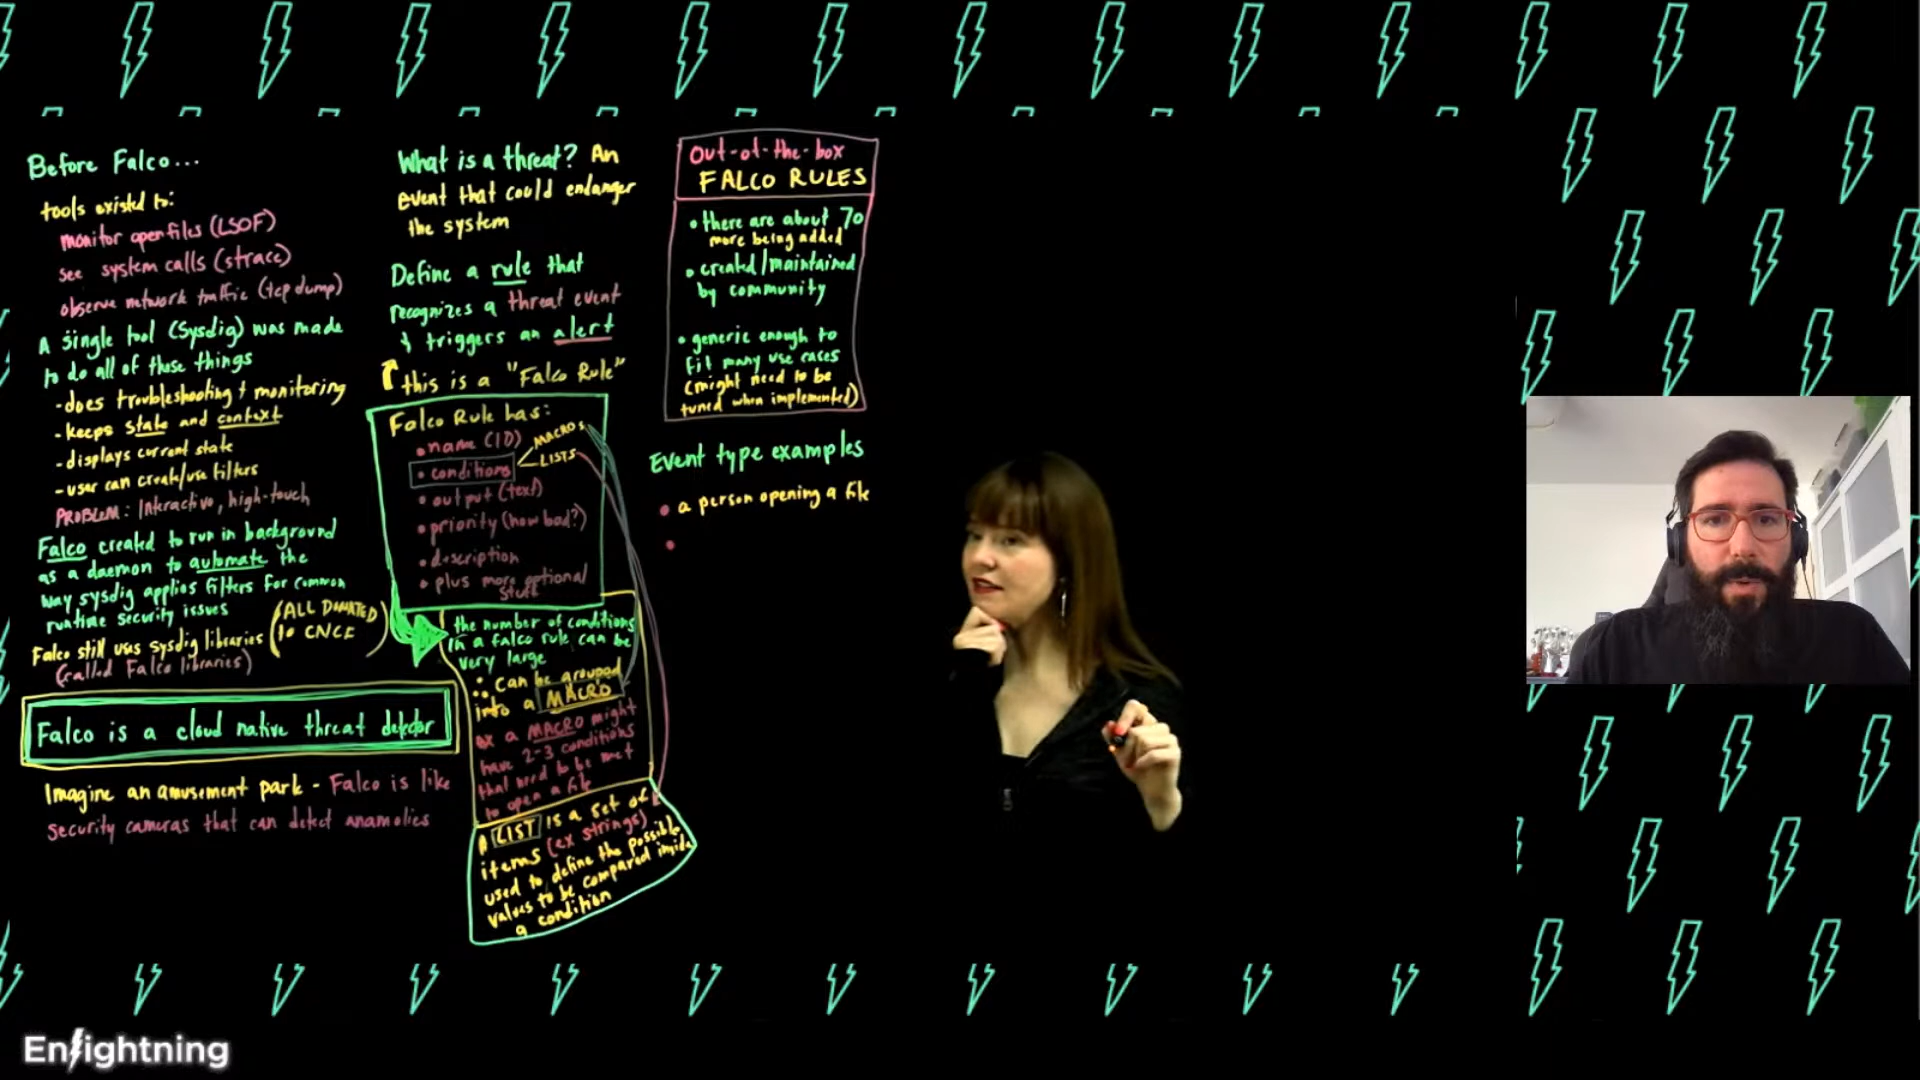 Before Falco...
tools existed to:
monitor open files (LSOF)
see system calls (strace)
observe network traffic (tcp dump)
A single tool (Sysdig) was made
to do all of these things
- does troubleshooting + monitoring
- keeps state and context
- displays current state
- user can create/use filters
PROBLEM: Interactive, high-touch
Falco created to run in background
as a daemon to automate the
way sysdig applies filters for common
runtime security issues
(ALL DONATED
to CNCF)
Falco still uses sysdig libraries
(called Falco libraries)
Falco is a cloud native threat detector
Imagine an amusement park - Falco is like
security cameras that can detect anamolies
What is a threat? An
event that could endanger
the system
Define a rule that
recognizes a threat event
& triggers an alert
this is a "Falco Rule"
Falco Rule has:
• name (ID)
• conditions
MACROS
LISTS
• output (text)
• priority (how bad?)
• description
• plus more optional
stuff
the number of conditions
in a falco rule can be
very large
∴ can be grouped
into a MACRO
ex a MACRO might
have 2-3 conditions
that need to be met
to open a file
A LIST is a set of
items (ex strings)
used to define the possible
values to be compared inside
a condition
Out-of-the-box
FALCO RULES
• there are about 70
more being added
• created/maintained
by community
• generic enough to
fit many use cases
(might need to be
tuned when implemented)
Event type examples
• a person opening a file
•
Enlightning